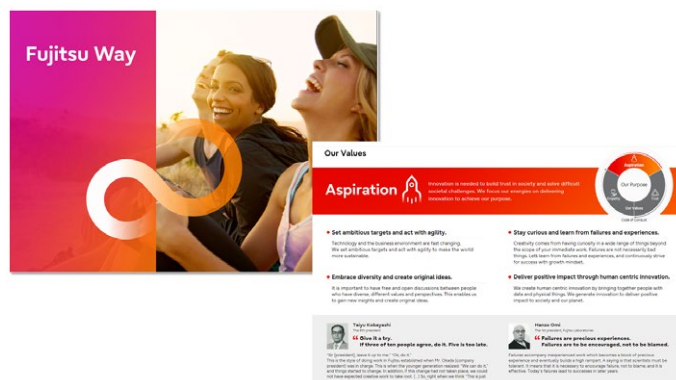 Fujitsu Way
Our Values
Aspiration
Innovation is needed to build trust in society and solve difficult
societal challenges. We focus our energies on delivering
innovation to achieve our purpose.
Aspiration
Our Purpose
Trust
Our Values
Code of Conduct
Set ambitious targets and act with agility.
Technology and the business environment are fast changing.
We set ambitious targets and act with agility to make the world
more sustainable.
Stay curious and learn from failures and experiences.
Creativity comes from having curiosity in a wide range of things beyond
the scope of your immediate work. Failures are not necessarily bad
things. Let's learn from failures and experiences, and continuously strive
for success with growth mindset.
Embrace diversity and create original ideas.
It is important to have free and open discussions between people
who have diverse, different values and perspectives. This enables us
to gain new insights and create original ideas.
Deliver positive impact through human centric innovation.
We create human centric innovation by bringing together people with
data and physical things. We generate innovation to deliver positive
impact to society and our planet.
Taiyu Kobayashi
Give it a try.
If three of ten people agree, do it. Five is too late.
Hanzo Omi
Failures are precious experiences.
Failures are to be encouraged, not to be blamed.